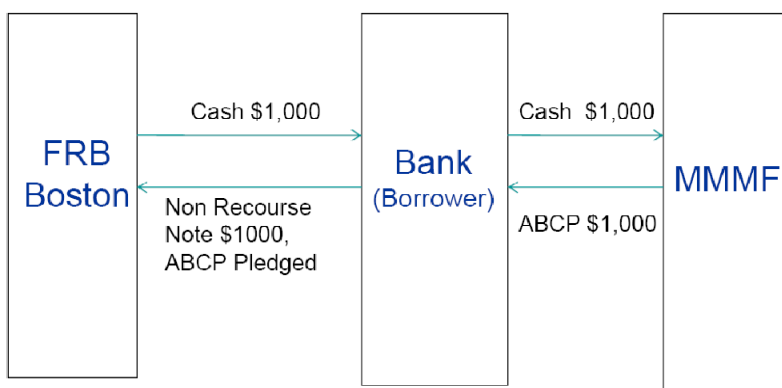 FRB
Boston
Cash $1,000
Non Recourse
Note $1000,
ABCP Pledged
Bank
(Borrower)
Cash  $1,000
ABCP $1,000
MMMF